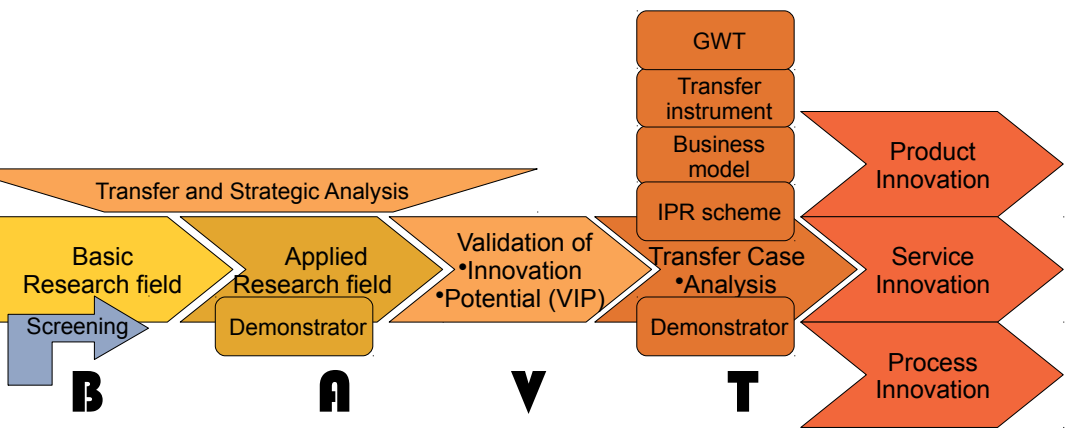 GWT
Transfer
instrument
Business
model
IPR scheme
Product
Innovation
Transfer and Strategic Analysis
Basic
Research field
Applied
Research field
Validation of
•Innovation
•Potential (VIP)
Transfer Case
•Analysis
Service
Innovation
Screening
Demonstrator
Demonstrator
Process
Innovation
B
A
V
T